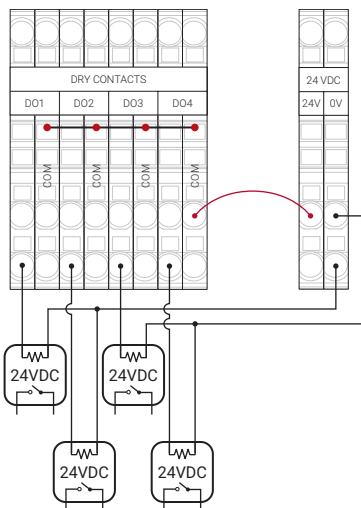 DRY CONTACTS
24 VDC
DO1 DO2 DO3 DO4
24V 0V
COM COM COM COM
24VDC 24VDC
24VDC 24VDC